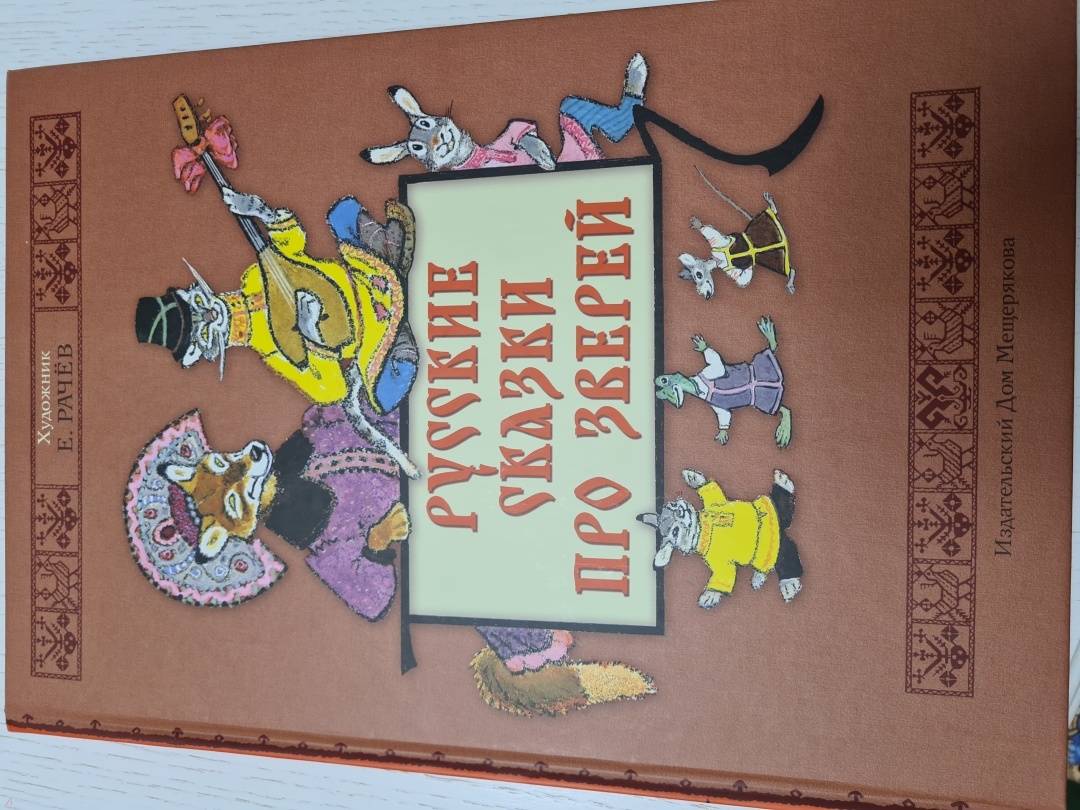 Художник
Е. РАЧЁВ
РУССКИЕ
СКАЗКИ
ПРО ЗВЕРЕЙ
Издательский Дом Мещерякова